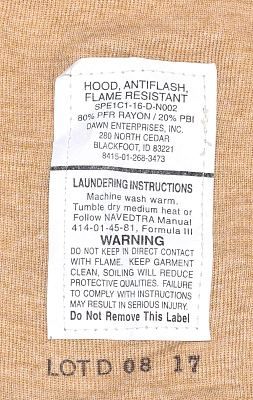 HOOD, ANTIFLASH,
FLAME RESISTANT
SPE1C1-16-D-N002
80% PFR RAYON / 20% PBI
DAWN ENTERPRISES, INC.
280 NORTH CEDAR
BLACKFOOT, ID 83221
8415-01-268-3473
LAUNDERING INSTRUCTIONS
Machine wash warm.
Tumble dry medium heat or
Follow NAVEDTRA Manual
414-01-45-81, Formula III
WARNING
DO NOT KEEP IN DIRECT CONTACT
WITH FLAME. KEEP GARMENT
CLEAN, SOILING WILL REDUCE
PROTECTIVE QUALITIES. FAILURE
TO COMPLY WITH INSTRUCTIONS
MAY RESULT IN SERIOUS INJURY.
Do Not Remove This Label
LOT D 08 17